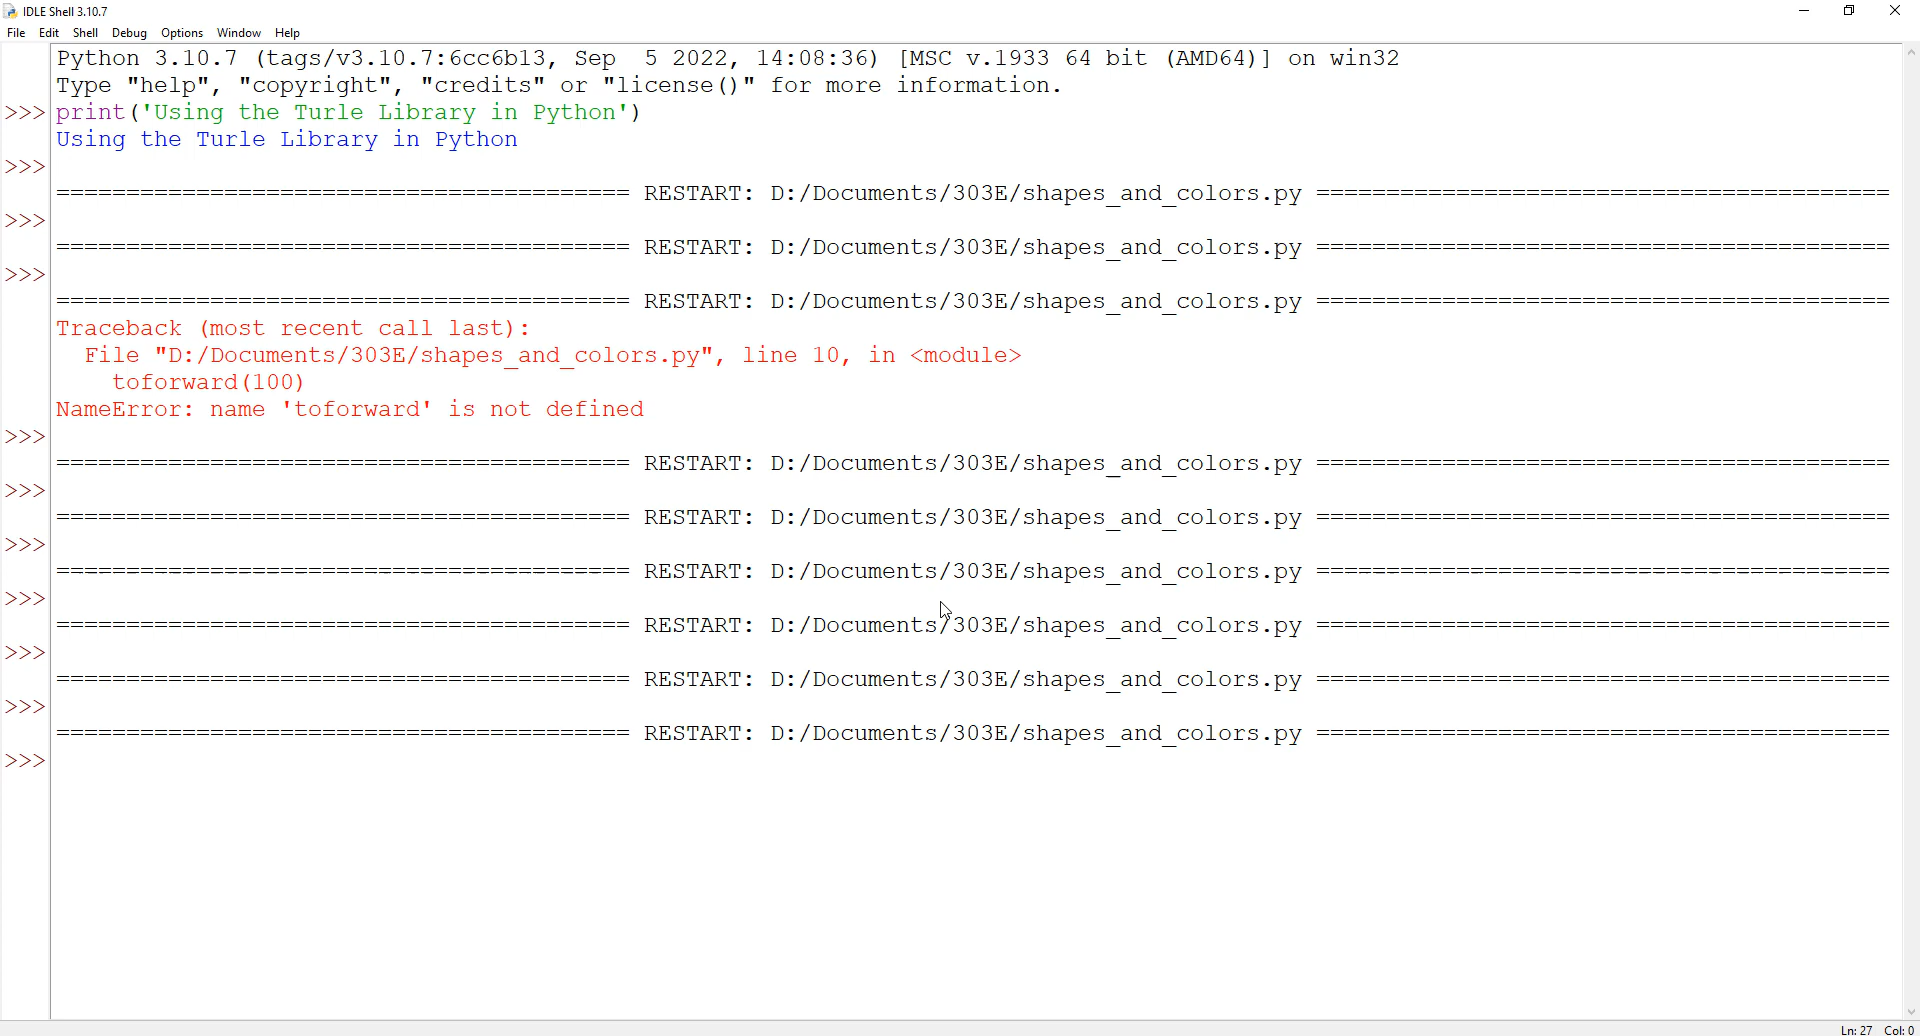 IDLE Shell 3.10.7
File Edit Shell Debug Options Window Help
Python 3.10.7 (tags/v3.10.7:6cc6b13, Sep  5 2022, 14:08:36) [MSC v.1933 64 bit (AMD64)] on win32
Type "help", "copyright", "credits" or "license()" for more information.
>>> print('Using the Turle Library in Python')
Using the Turle Library in Python
>>>
========================================= RESTART: D:/Documents/303E/shapes_and_colors.py =========================================
>>>
========================================= RESTART: D:/Documents/303E/shapes_and_colors.py =========================================
>>>
========================================= RESTART: D:/Documents/303E/shapes_and_colors.py =========================================
Traceback (most recent call last):
  File "D:/Documents/303E/shapes_and_colors.py", line 10, in <module>
    toforward(100)
NameError: name 'toforward' is not defined
>>>
========================================= RESTART: D:/Documents/303E/shapes_and_colors.py =========================================
>>>
========================================= RESTART: D:/Documents/303E/shapes_and_colors.py =========================================
>>>
========================================= RESTART: D:/Documents/303E/shapes_and_colors.py =========================================
>>>
========================================= RESTART: D:/Documents/303E/shapes_and_colors.py =========================================
>>>
========================================= RESTART: D:/Documents/303E/shapes_and_colors.py =========================================
>>>
========================================= RESTART: D:/Documents/303E/shapes_and_colors.py =========================================
>>>
Ln: 27 Col: 0